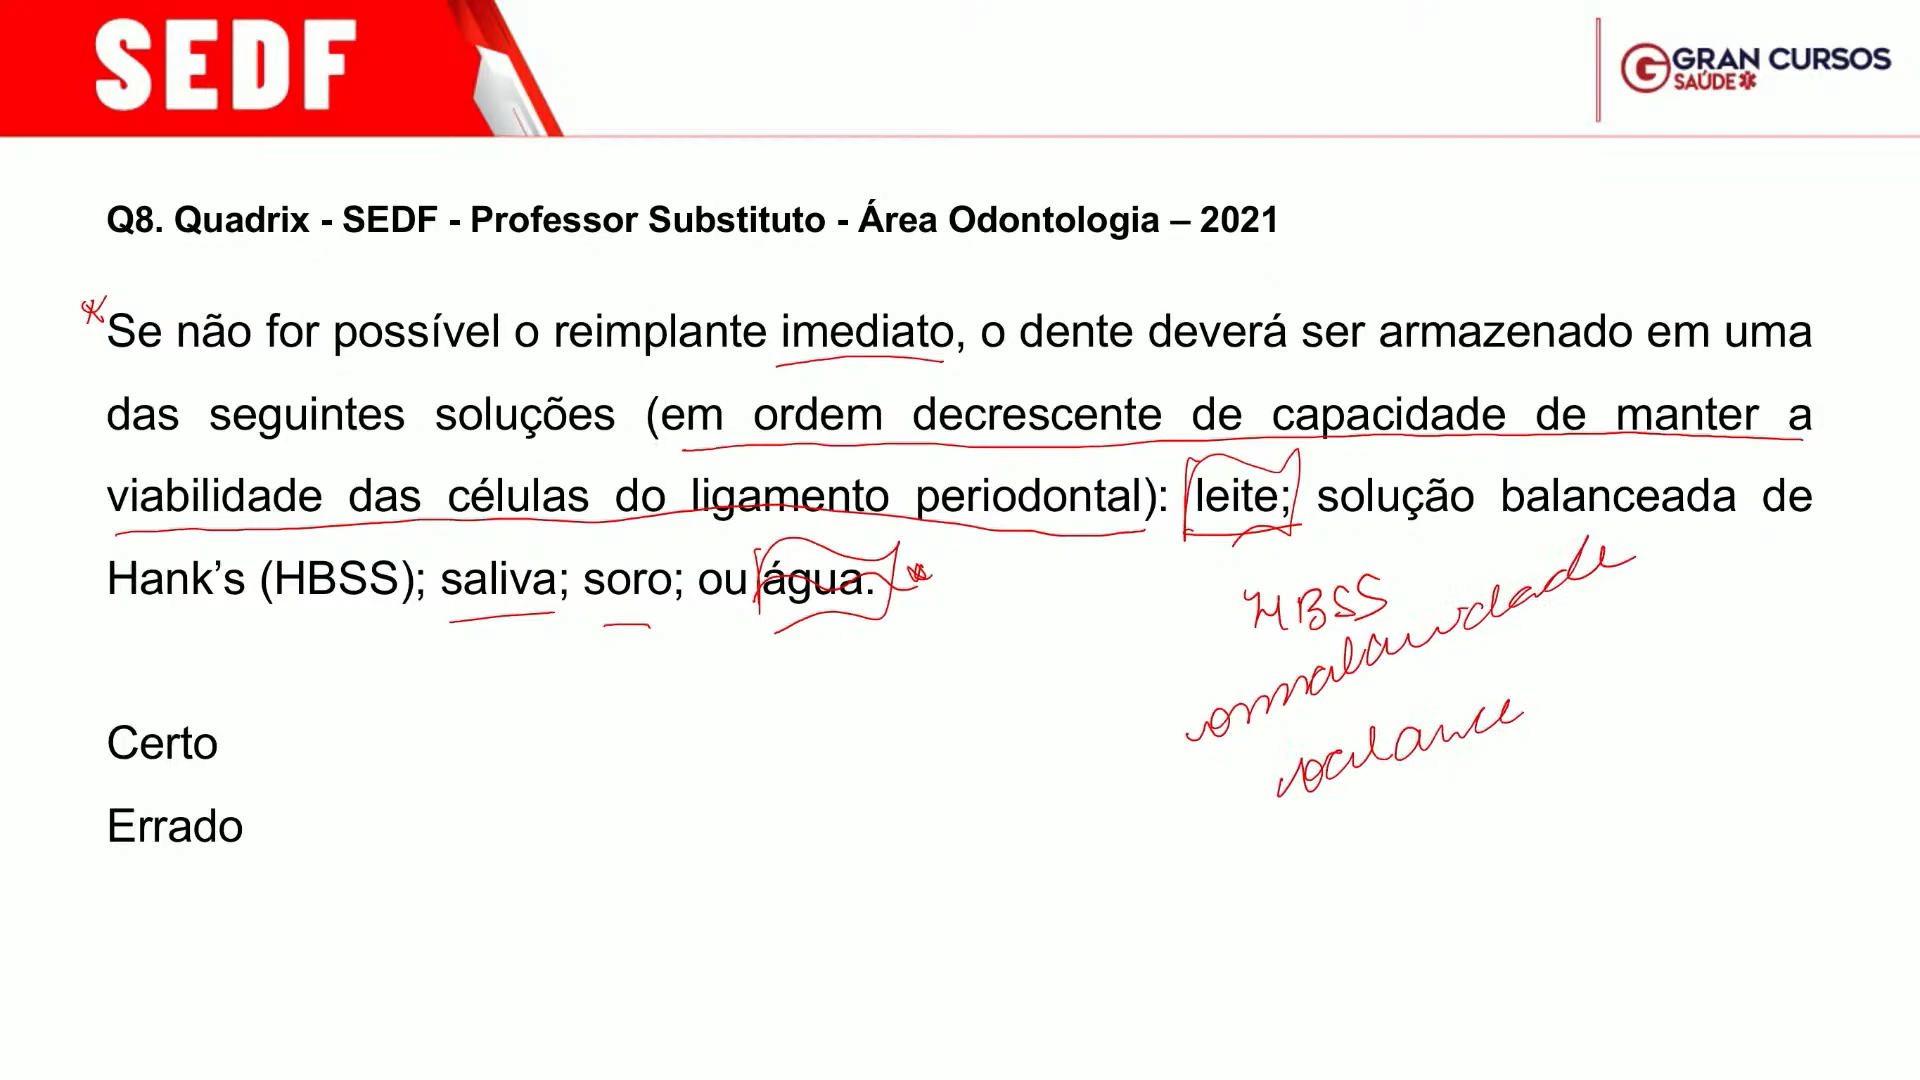 SEDF
GRAN CURSOS
SAÚDE
Q8. Quadrix - SEDF - Professor Substituto - Área Odontologia – 2021
Se não for possível o reimplante imediato, o dente deverá ser armazenado em uma
das seguintes soluções (em ordem decrescente de capacidade de manter a
viabilidade das células do ligamento periodontal): leite; solução balanceada de
Hank’s (HBSS); saliva; soro; ou água.
HBSS
Certo
Errado